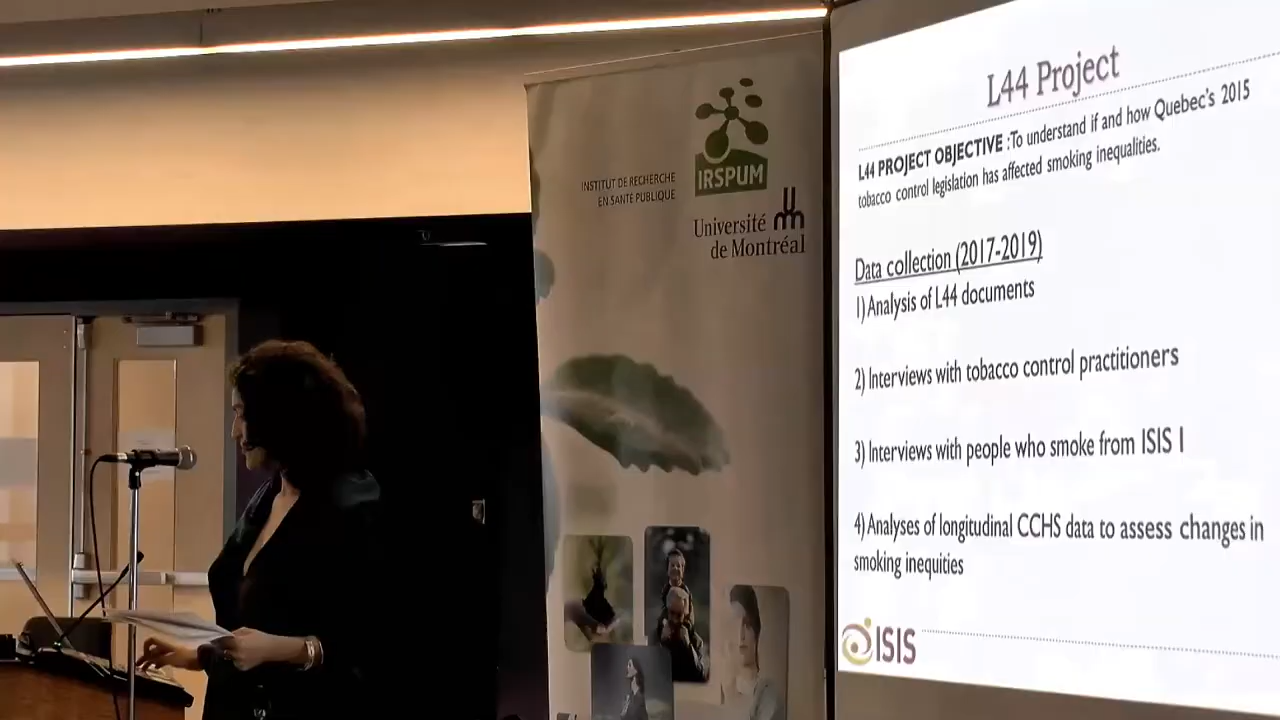 INSTITUT DE RECHERCHE
EN SANTÉ PUBLIQUE
IRSPUM
Université
de Montréal
L44 Project
L44 PROJECT OBJECTIVE :To understand if and how Quebec's 2015
tobacco control legislation has affected smoking inequalities.
Data collection (2017-2019)
1) Analysis of L44 documents
2) Interviews with tobacco control practitioners
3) Interviews with people who smoke from ISIS I
4) Analyses of longitudinal CCHS data to assess changes in
smoking inequities
ISIS